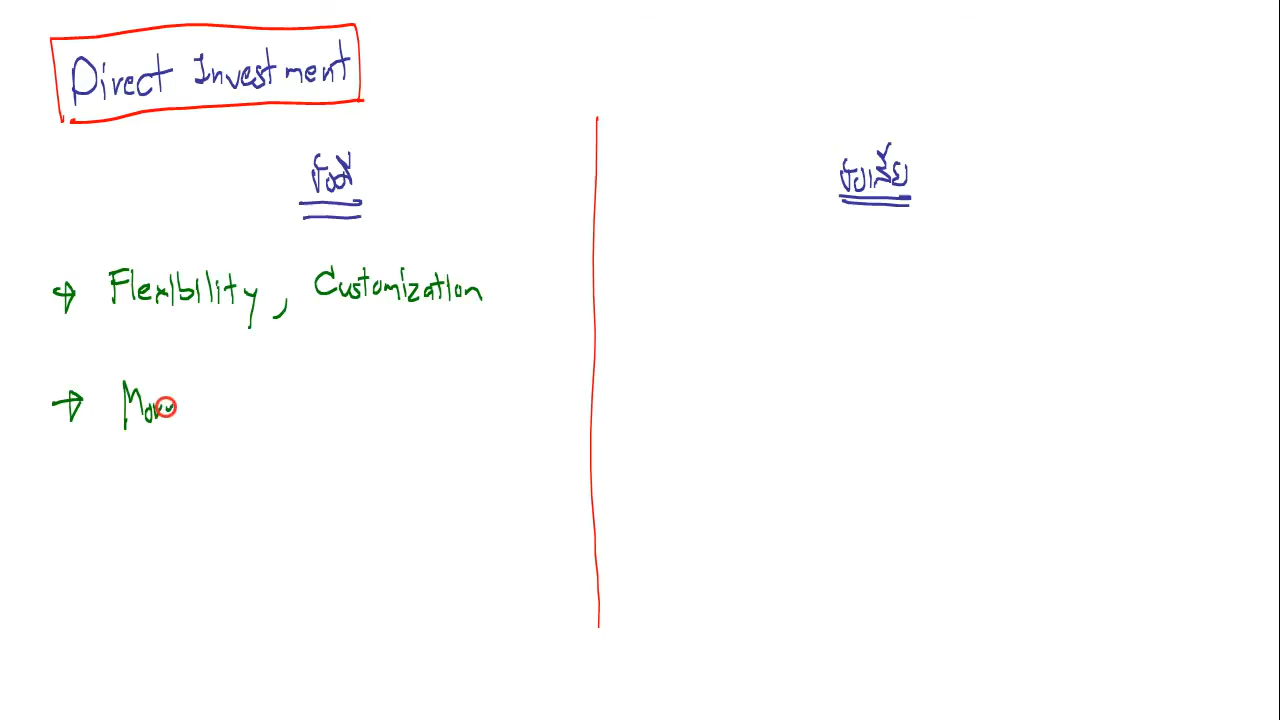 Direct Investment
ข้อดี
ข้อเสีย
→ Flexibility, Customization
→